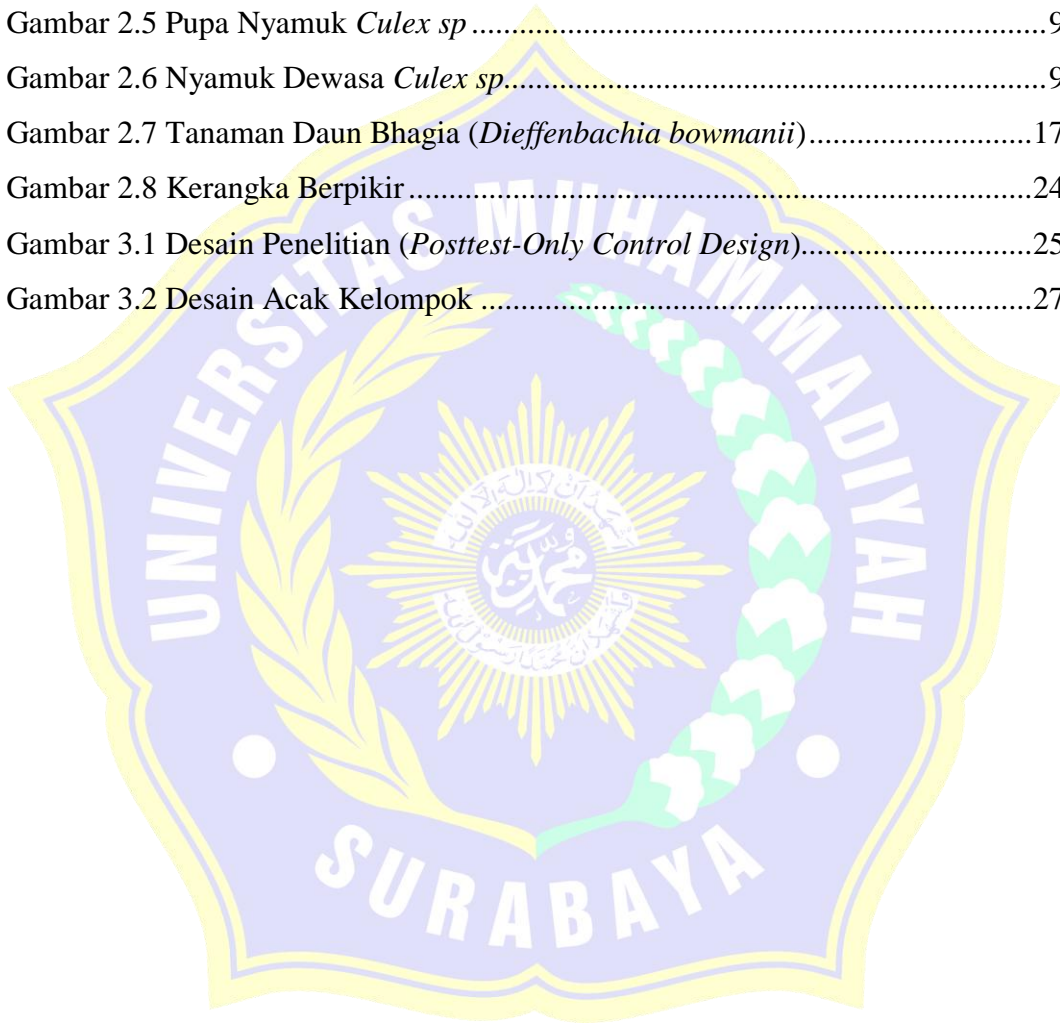 Gambar 2.5 Pupa Nyamuk Culex sp ........................................................................................9
Gambar 2.6 Nyamuk Dewasa Culex sp...................................................................................9
Gambar 2.7 Tanaman Daun Bhagia (Dieffenbachia bowmanii)...................................17
Gambar 2.8 Kerangka Berpikir ...............................................................................................24
Gambar 3.1 Desain Penelitian (Posttest-Only Control Design)....................................25
Gambar 3.2 Desain Acak Kelompok ....................................................................................27
UNIVERSITAS MUHAMMADIYAH
SURABAYA